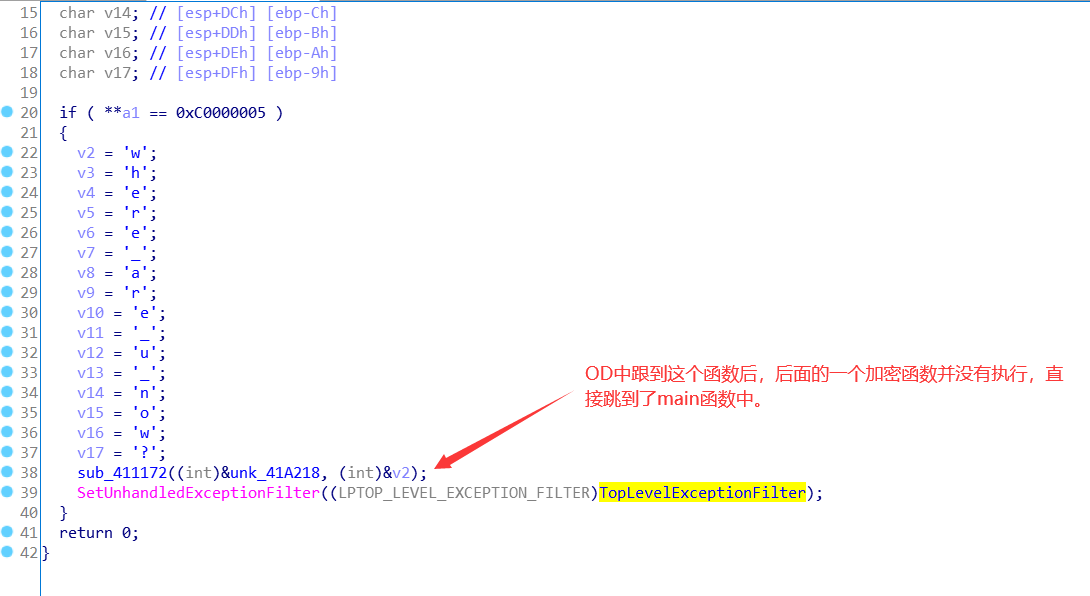 15 char v14; // [esp+DCh] [ebp-Ch]
16 char v15; // [esp+DDh] [ebp-Bh]
17 char v16; // [esp+DEh] [ebp-Ah]
18 char v17; // [esp+DFh] [ebp-9h]
19
20 if ( **a1 == 0xC0000005 )
21 {
22 v2 = 'w';
23 v3 = 'h';
24 v4 = 'e';
25 v5 = 'r';
26 v6 = 'e';
27 v7 = '_';
28 v8 = 'a';
29 v9 = 'r';
30 v10 = 'e';
31 v11 = '_';
32 v12 = 'u';
33 v13 = '_';
34 v14 = 'n';
35 v15 = 'o';
36 v16 = 'w';
37 v17 = '?';
38 sub_411172((int)&unk_41A218, (int)&v2);
39 SetUnhandledExceptionFilter((LPTOP_LEVEL_EXCEPTION_FILTER)TopLevelExceptionFilter);
40 }
41 return 0;
42 }
OD中跟到这个函数后，后面的一个加密函数并没有执行，直
接跳到了main函数中。